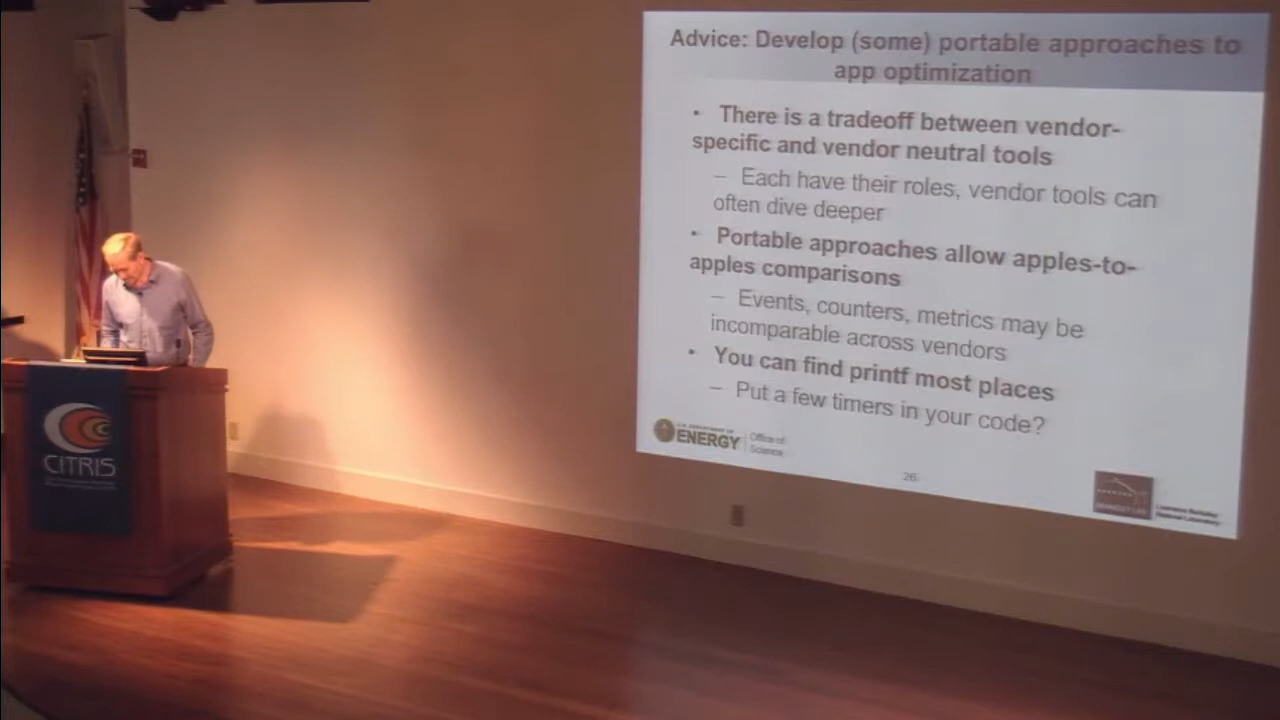 Advice: Develop (some) portable approaches to
app optimization
• There is a tradeoff between vendor-
specific and vendor neutral tools
– Each have their roles, vendor tools can
often dive deeper
• Portable approaches allow apples-to-
apples comparisons
– Events, counters, metrics may be
incomparable across vendors
• You can find printf most places
– Put a few timers in your code?
U.S. DEPARTMENT OF
ENERGY
Office of
Science
26
CITRIS